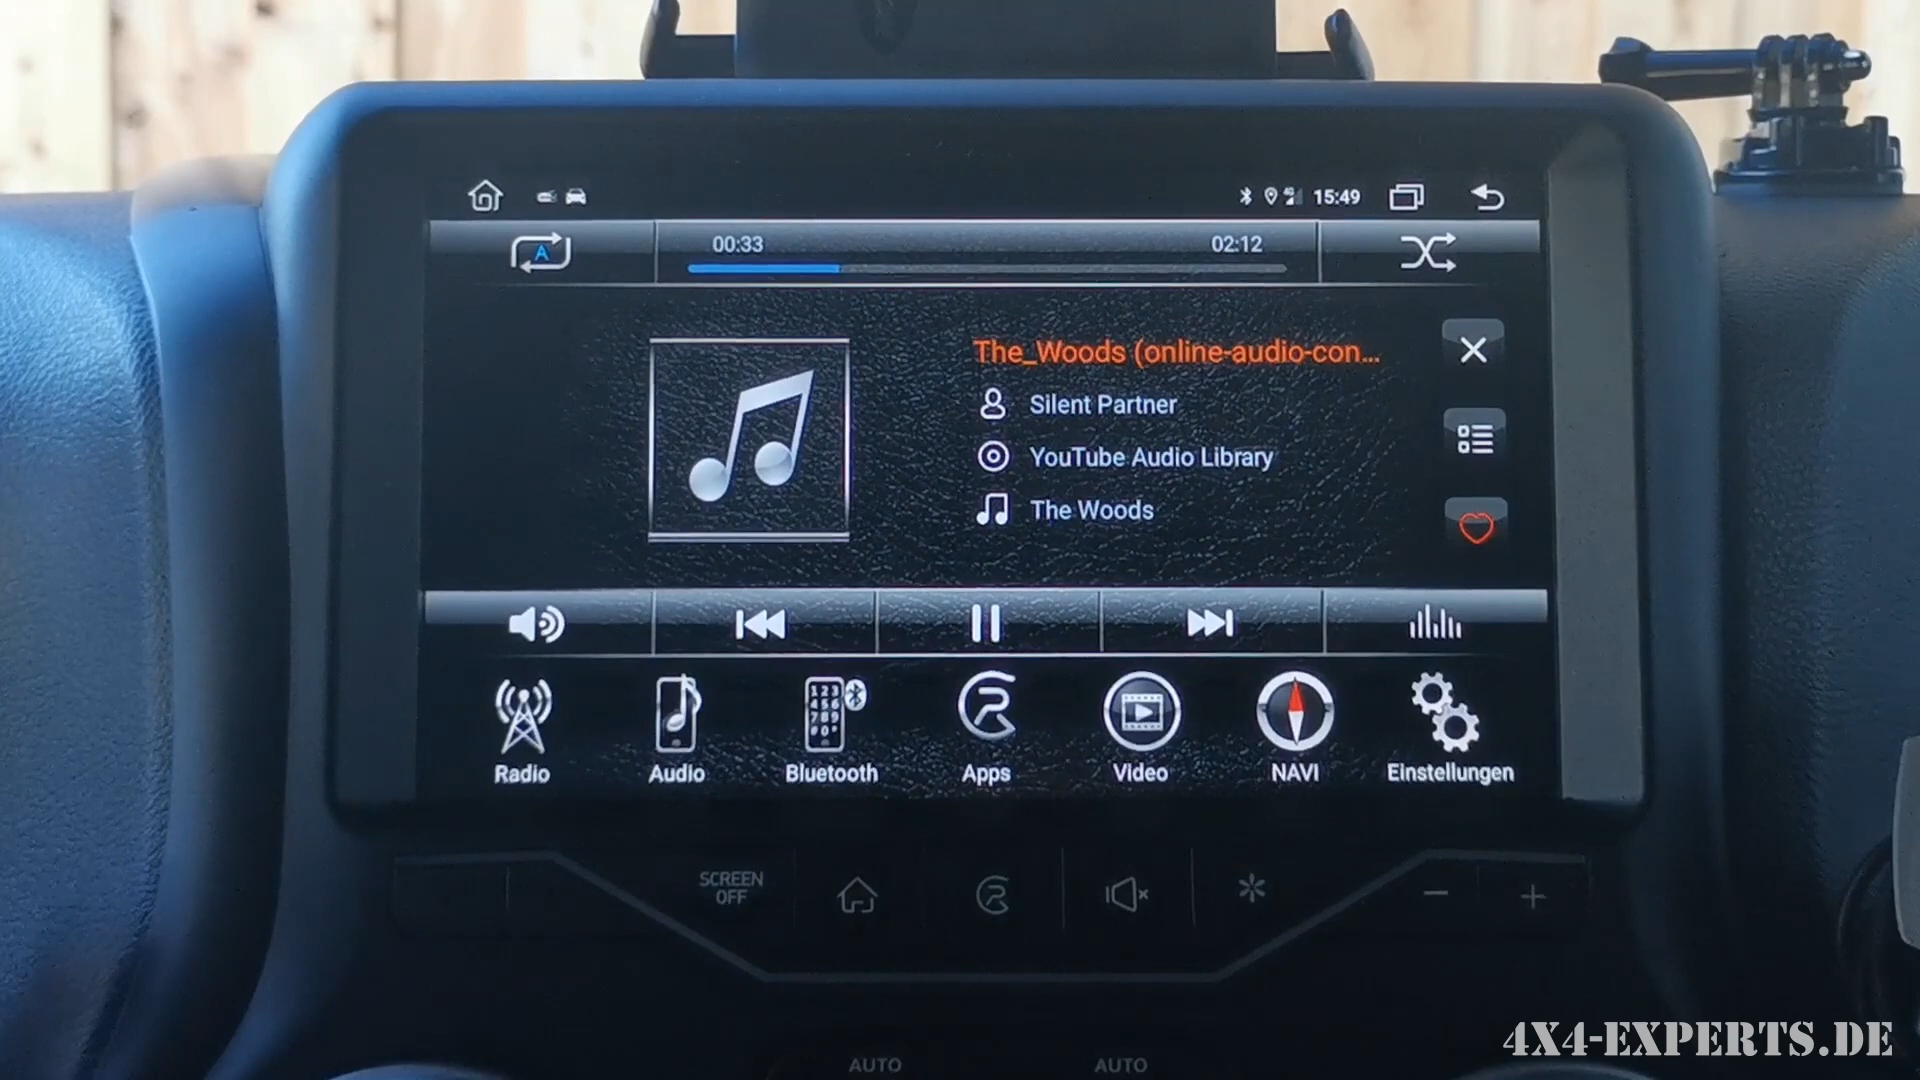 15:49
A
00:33
02:12
The_Woods (online-audio-con...
Silent Partner
YouTube Audio Library
The Woods
Radio
Audio
Bluetooth
Apps
Video
NAVI
Einstellungen
SCREEN
OFF
AUTO
AUTO
4X4-EXPERTS.DE